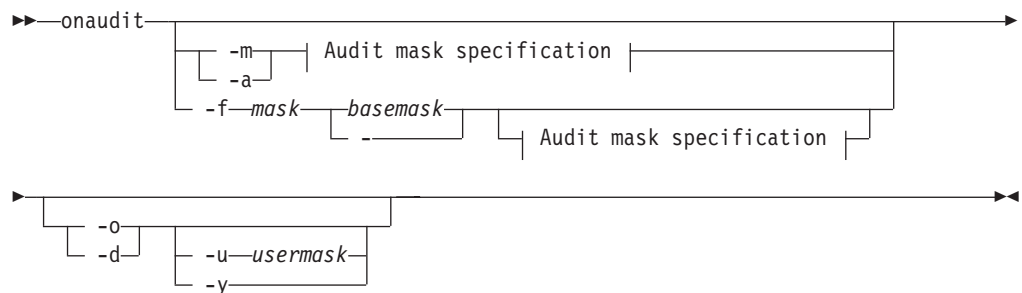 onaudit
-m Audit mask specification
-a
-f mask basemask
- Audit mask specification
-o
-d -u usermask
-y